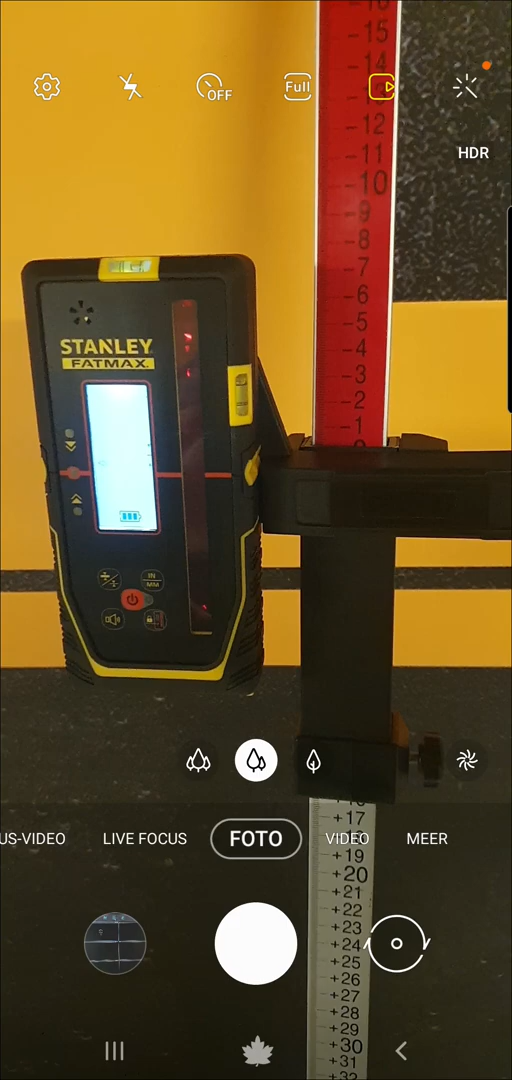 -15
-14
OFF
Full
-12
HDR
-11
-10
-9
-8
-7
-6
-5
-4
STANLEY
FATMAX
-3
-2
-1
IN
MM
+17
US-VIDEO
LIVE FOCUS
FOTO
VIDEO
MEER
+19
+20
+21
+22
+23
+24
+25
+26
+27
+28
+29
+30
+31